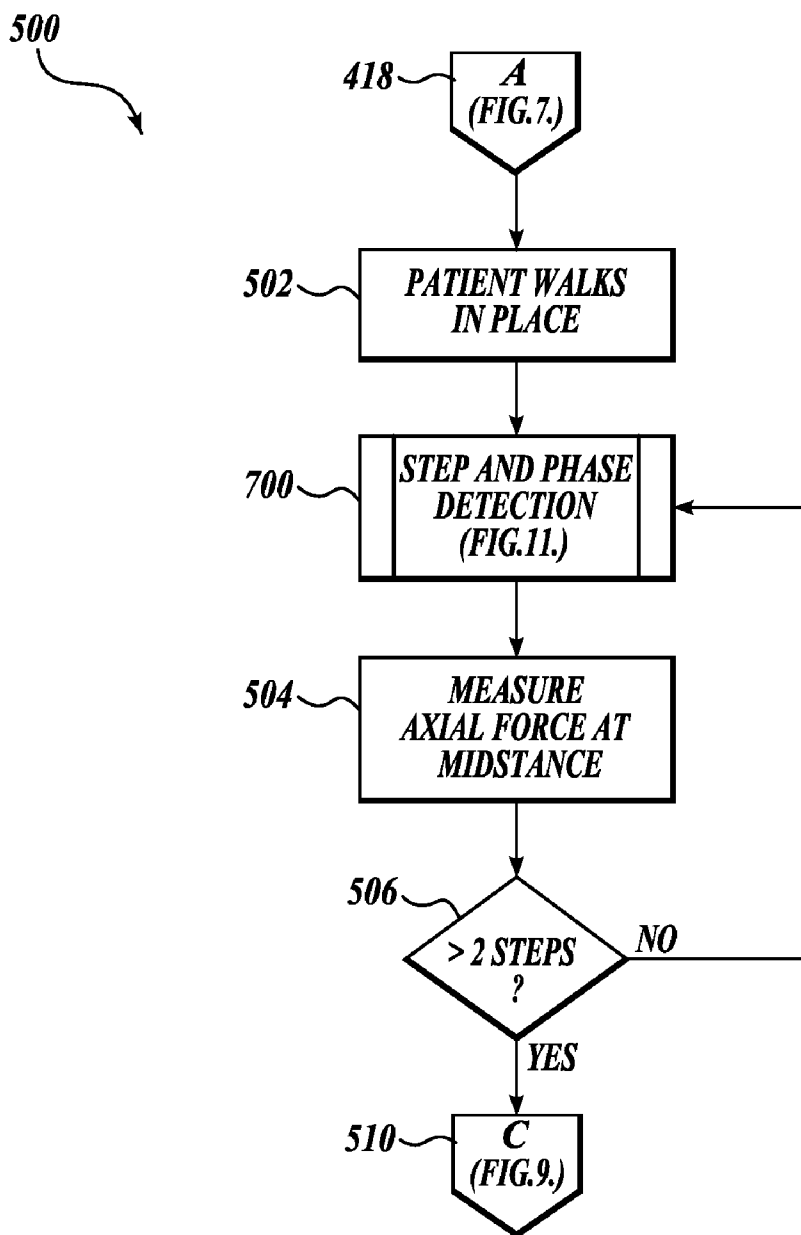 500
418
A
(FIG.7.)
502
PATIENT WALKS
IN PLACE
700
STEP AND PHASE
DETECTION
(FIG.11.)
504
MEASURE
AXIAL FORCE AT
MIDSTANCE
506
> 2 STEPS
?
NO
YES
510
C
(FIG.9.)